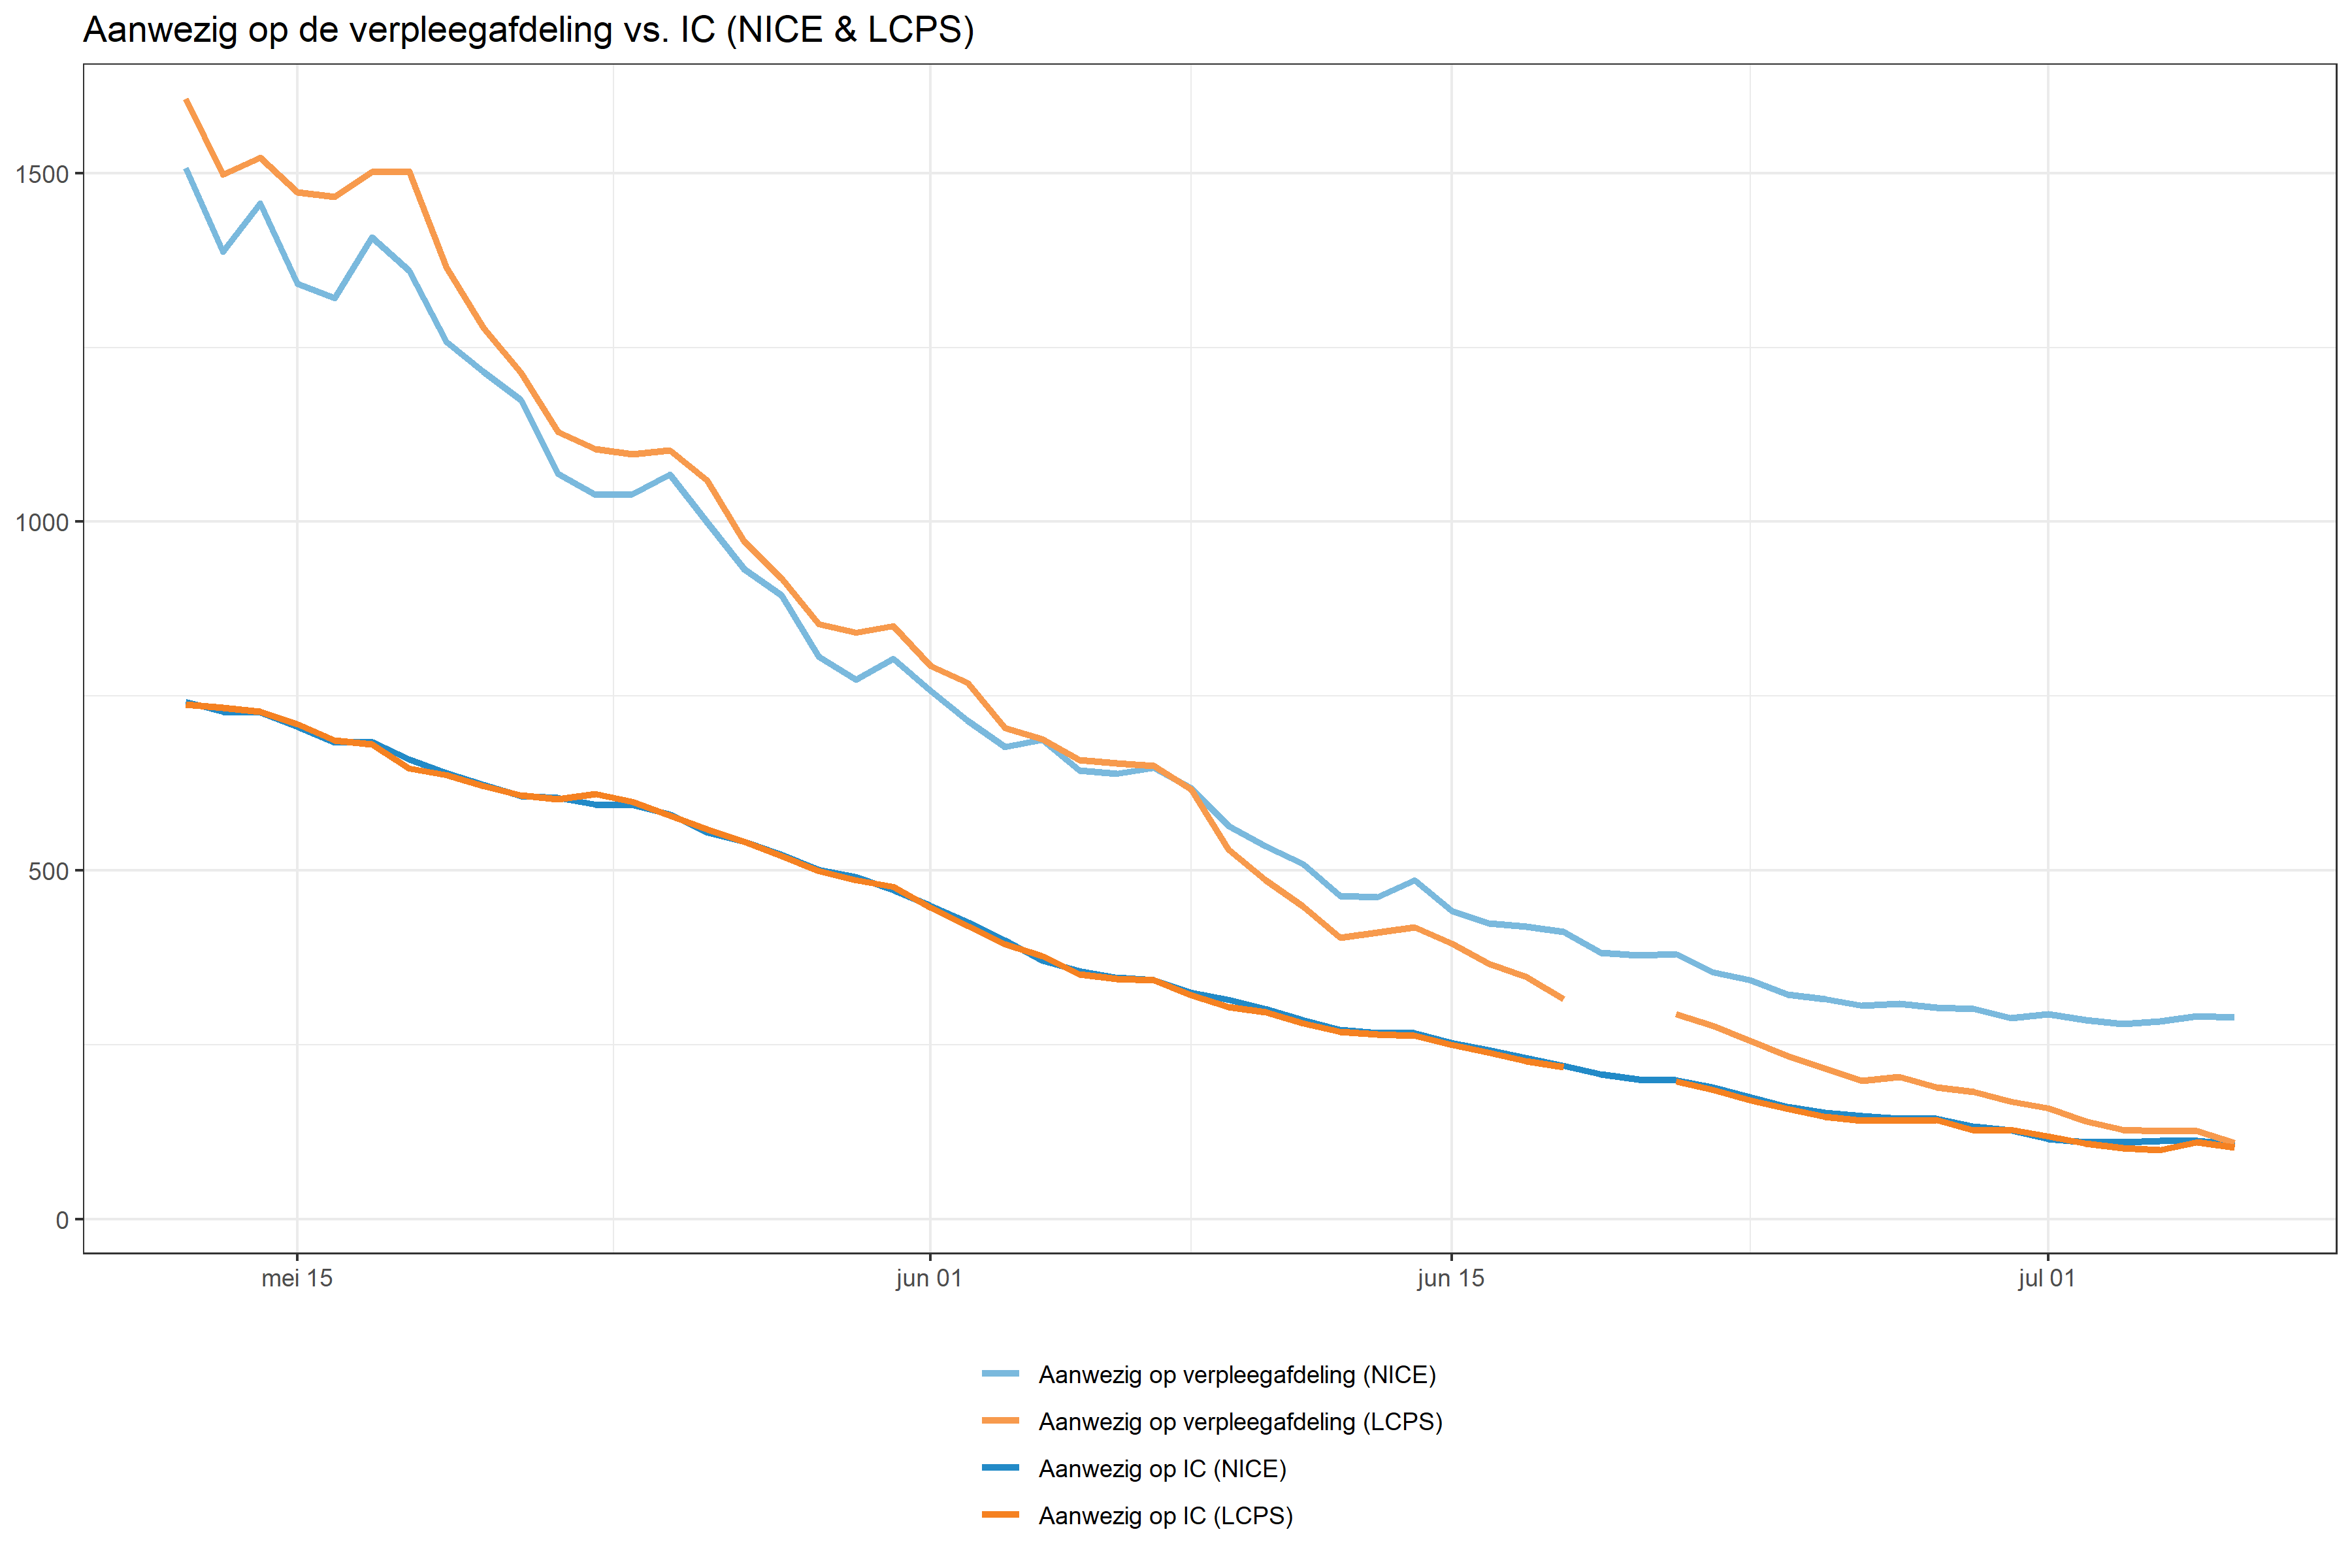 Aanwezig op de verpleegafdeling vs. IC (NICE & LCPS)
1500
1000
500
0
mei 15
jun 01
jun 15
jul 01
Aanwezig op verpleegafdeling (NICE)
Aanwezig op verpleegafdeling (LCPS)
Aanwezig op IC (NICE)
Aanwezig op IC (LCPS)